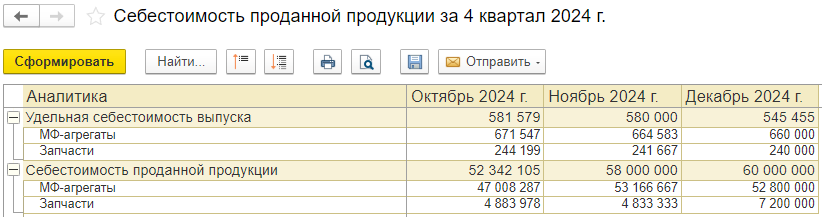 Себестоимость проданной продукции за 4 квартал 2024 г.
Сформировать Найти... Отправить
Аналитика Октябрь 2024 г. Ноябрь 2024 г. Декабрь 2024 г.
Удельная себестоимость выпуска 581 579 580 000 545 455
МФ-агрегаты 671 547 664 583 660 000
Запчасти 244 199 241 667 240 000
Себестоимость проданной продукции 52 342 105 58 000 000 60 000 000
МФ-агрегаты 47 008 287 53 166 667 52 800 000
Запчасти 4 883 978 4 833 333 7 200 000